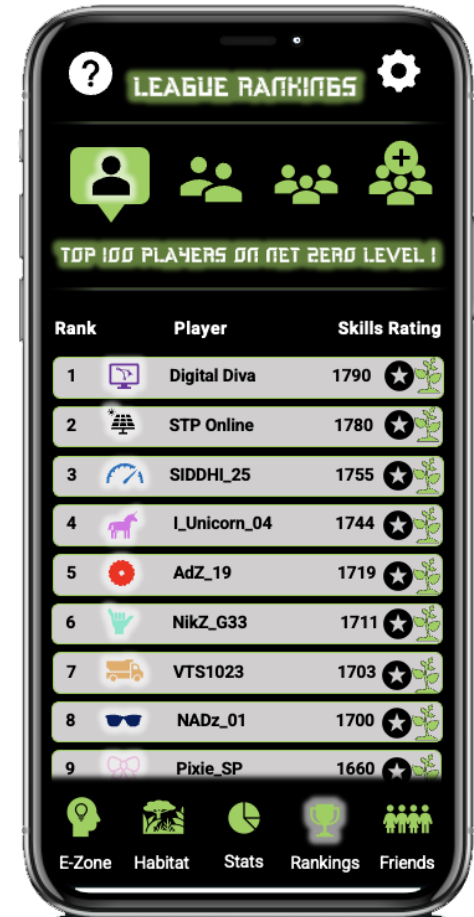 ?
LEAGUE RANKINGS
TOP 100 PLAYERS ON NET ZERO LEVEL 1
Rank Player Skills Rating
1 Digital Diva 1790
2 STP Online 1780
3 SIDDHI_25 1755
4 I_Unicorn_04 1744
5 AdZ_19 1719
6 NikZ_G33 1711
7 VTS1023 1703
8 NADz_01 1700
9 Pixie_SP 1660
E-Zone Habitat Stats Rankings Friends